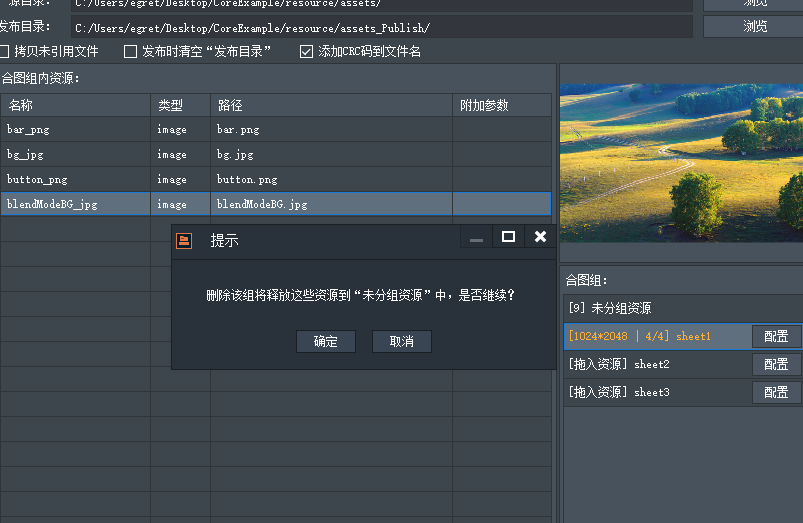 源目录: C:/Users/egret/Desktop/CoreExample/resource/assets/ 浏览
发布目录: C:/Users/egret/Desktop/CoreExample/resource/assets_Publish/ 浏览
拷贝未引用文件 发布时清空“发布目录” 添加CRC码到文件名
合图组内资源:
名称 类型 路径 附加参数
bar_png image bar.png
bg_jpg image bg.jpg
button_png image button.png
blendModeBG_jpg image blendModeBG.jpg
提示
删除该组将释放这些资源到“未分组资源”中，是否继续?
确定 取消
合图组:
[9] 未分组资源
[1024*2048 | 4/4] sheet1 配置
[拖入资源] sheet2 配置
[拖入资源] sheet3 配置